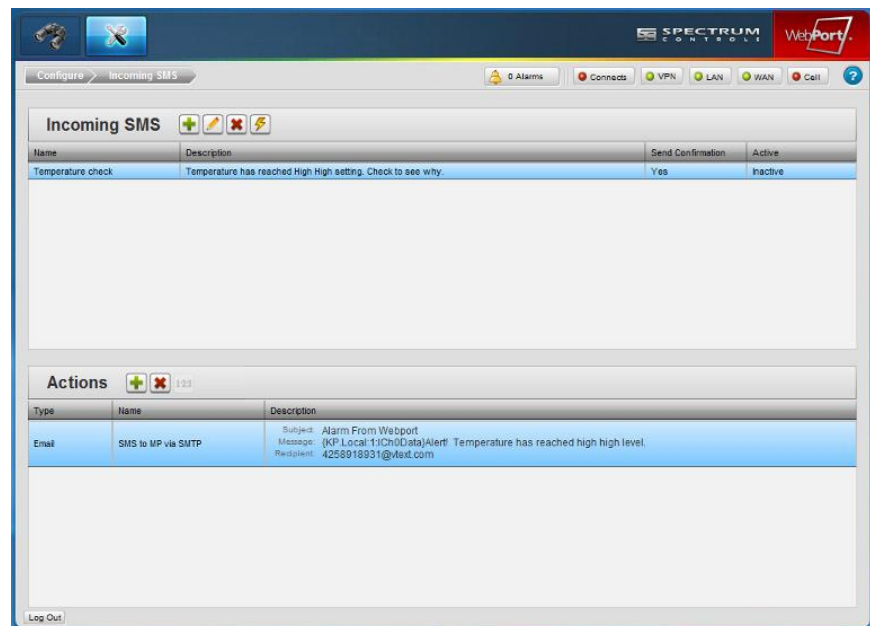 SPECTRUM
CONTROLS
WebPort.
Configure
Incoming SMS
0 Alarms
Connects
VPN
LAN
WAN
Cell
?
Incoming SMS
Name Description Send Confirmation Active
Temperature check Temperature has reached High High setting. Check to see why. Yes Inactive
Actions
123
Type Name Description
Subject: Alarm From Webport
Email SMS to MP via SMTP Message: {KP.Local:1:ICh0Data}Alert! Temperature has reached high high level.
Recipient: 4258918931@vtext.com
Log Out